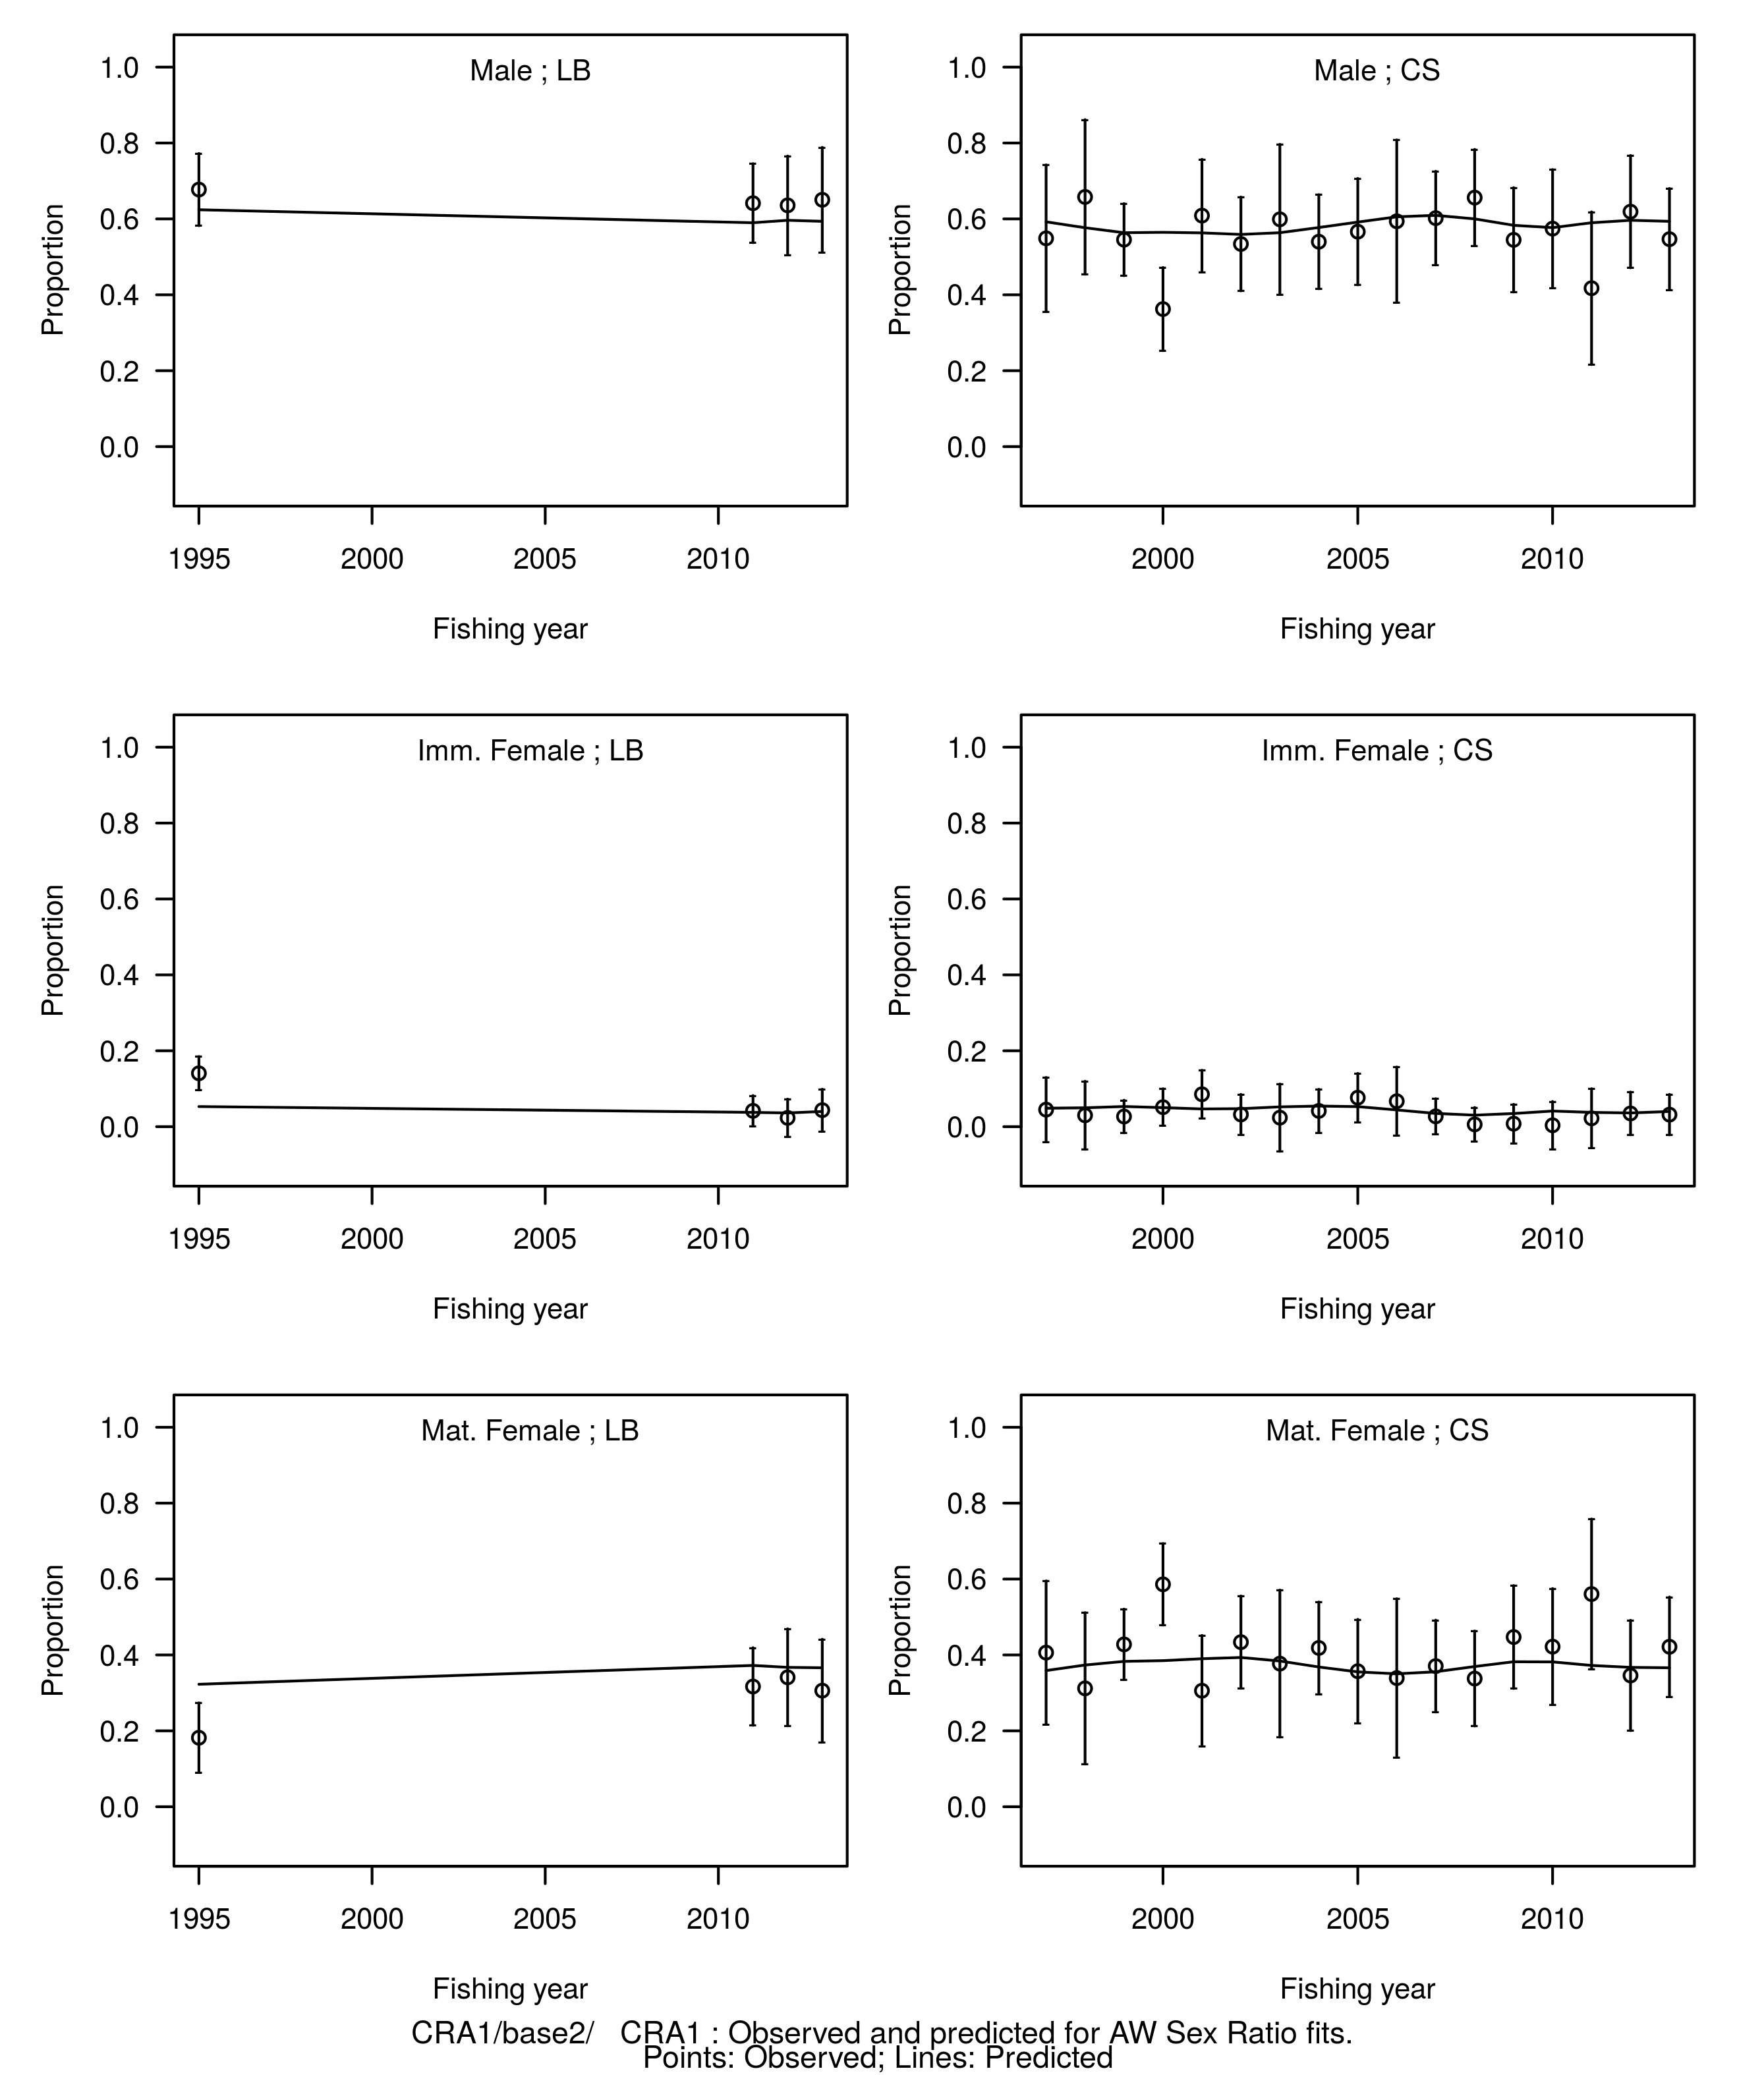 Male ; LB
1.0
0.8
0.6
0.4
0.2
0.0
Proportion
1995 2000 2005 2010
Fishing year
Male ; CS
1.0
0.8
0.6
0.4
0.2
0.0
Proportion
2000 2005 2010
Fishing year
Imm. Female ; LB
1.0
0.8
0.6
0.4
0.2
0.0
Proportion
1995 2000 2005 2010
Fishing year
Imm. Female ; CS
1.0
0.8
0.6
0.4
0.2
0.0
Proportion
2000 2005 2010
Fishing year
Mat. Female ; LB
1.0
0.8
0.6
0.4
0.2
0.0
Proportion
1995 2000 2005 2010
Fishing year
Mat. Female ; CS
1.0
0.8
0.6
0.4
0.2
0.0
Proportion
2000 2005 2010
Fishing year
CRA1/base2/ CRA1 : Observed and predicted for AW Sex Ratio fits.
Points: Observed; Lines: Predicted